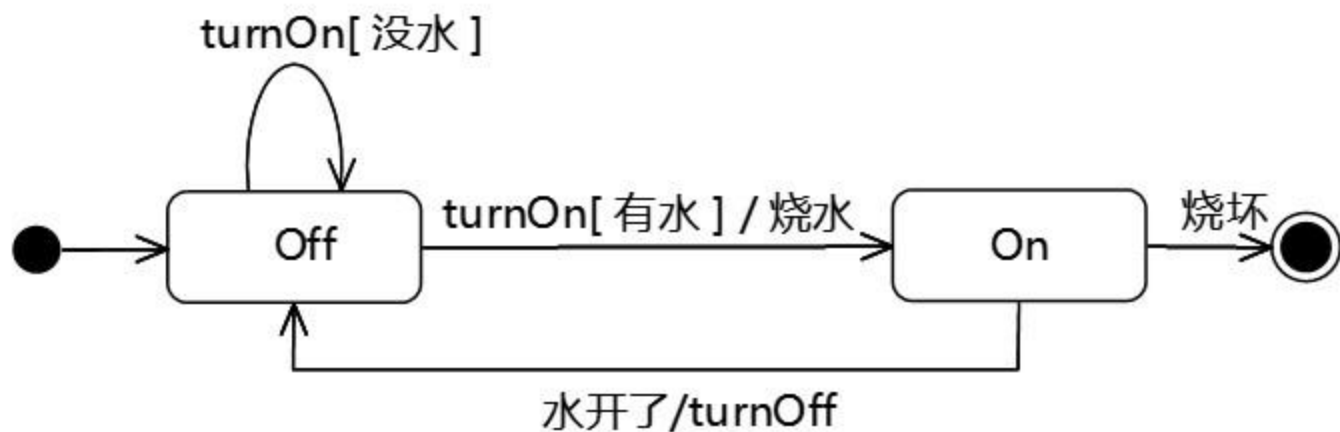 turnOn[ 没水 ]
Off
turnOn[ 有水 ] / 烧水
On
烧坏
水开了/turnOff